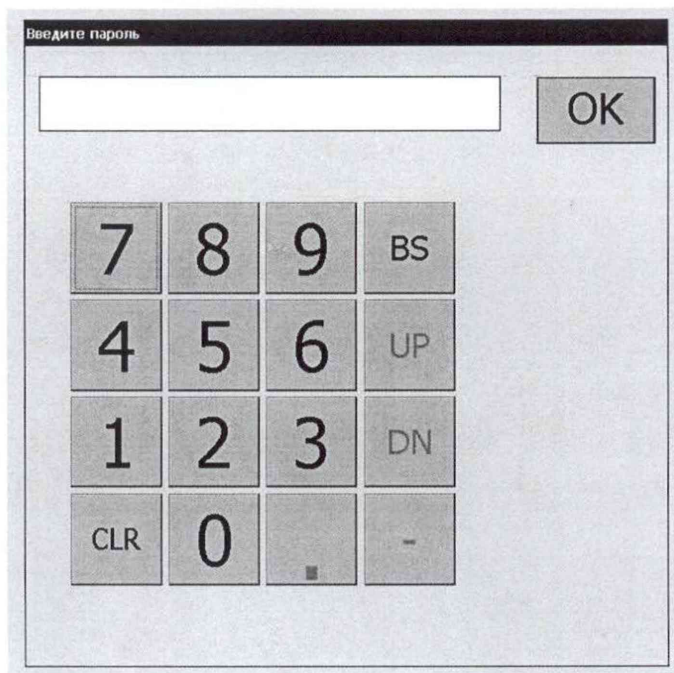 Введите пароль
OK
7 8 9 BS
4 5 6 UP
1 2 3 DN
CLR 0 . -